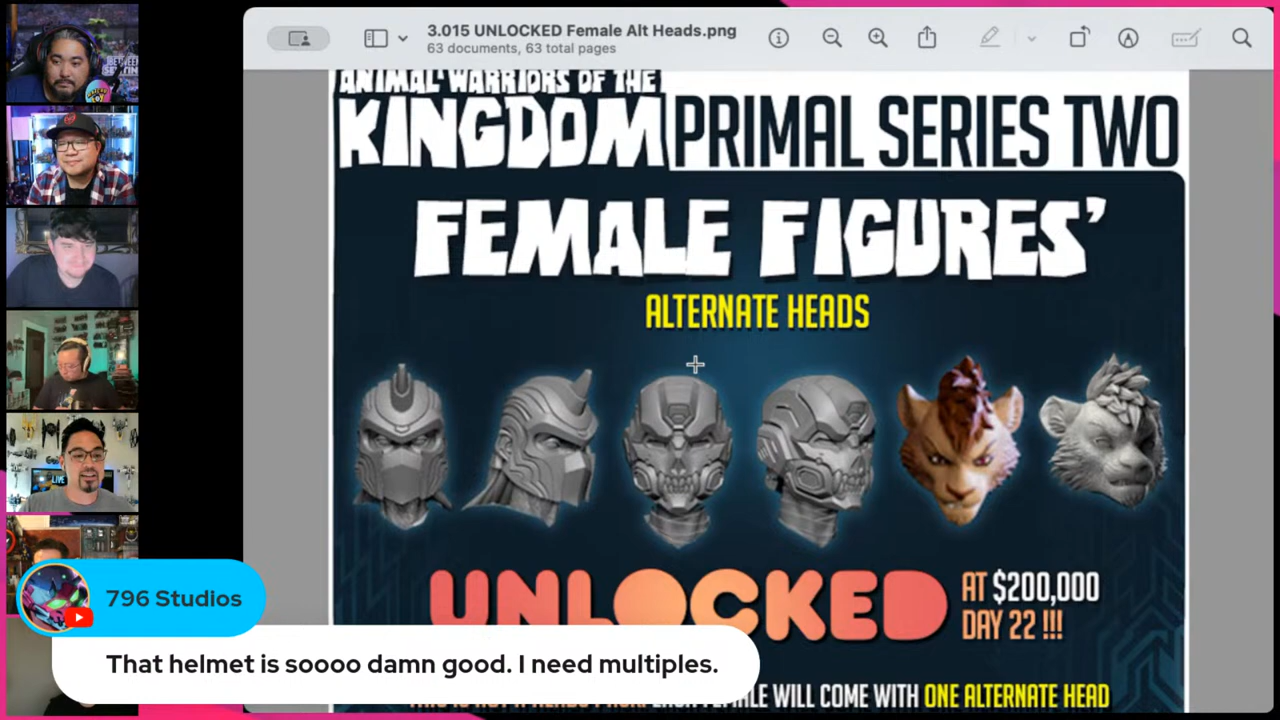 3.015 UNLOCKED Female Alt Heads.png
63 documents, 63 total pages
ANIMAL WARRIORS OF THE
KINGDOM
PRIMAL SERIES TWO
FEMALE FIGURES’
ALTERNATE HEADS
UNLOCKED
AT $200,000
DAY 22 !!!
WILL COME WITH ONE ALTERNATE HEAD
796 Studios
That helmet is soooo damn good. I need multiples.
LIVE